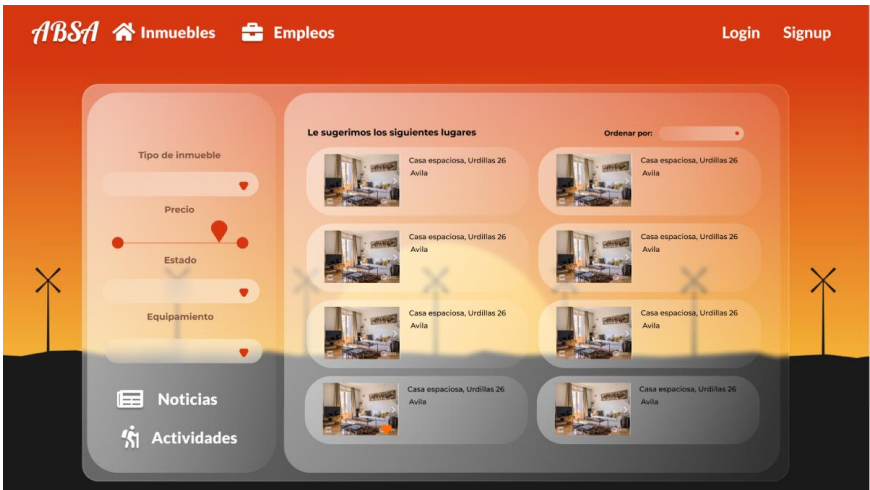 ABSA Inmuebles Empleos Login Signup
Tipo de inmueble
Precio
Estado
Equipamiento
Noticias
Actividades
Le sugerimos los siguientes lugares Ordenar por:
Casa espaciosa, Urdillas 26
Avila
Casa espaciosa, Urdillas 26
Avila
Casa espaciosa, Urdillas 26
Avila
Casa espaciosa, Urdillas 26
Avila
Casa espaciosa, Urdillas 26
Avila
Casa espaciosa, Urdillas 26
Avila
Casa espaciosa, Urdillas 26
Avila
Casa espaciosa, Urdillas 26
Avila